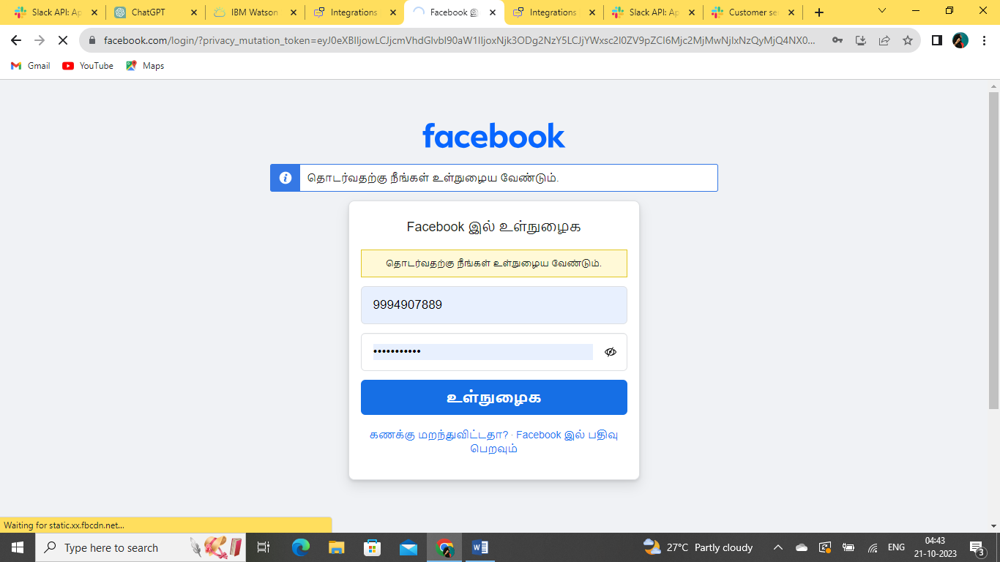 Slack API: Ap
ChatGPT
IBM Watson
Integrations
Facebook இ
Integrations
Slack API: Ap
Customer se
facebook.com/login/?privacy_mutation_token=eyJ0eXBlIjowLCJjcmVhdGlvbl90aW1lIjoxNjk3ODg2NzY5LCJjYWxsc2l0ZV9pZCI6Mjc2MjMwNjIxNzQyMjQ4NX0...
Gmail
YouTube
Maps
facebook
தொடர்வதற்கு நீங்கள் உள்நுழைய வேண்டும்.
Facebook இல் உள்நுழைக
தொடர்வதற்கு நீங்கள் உள்நுழைய வேண்டும்.
9994907889
•••••••••••
உள்நுழைக
கணக்கு மறந்துவிட்டதா? · Facebook இல் பதிவு
பெறவும்
Waiting for static.xx.fbcdn.net...
Type here to search
27°C Partly cloudy
ENG
04:43
21-10-2023
3